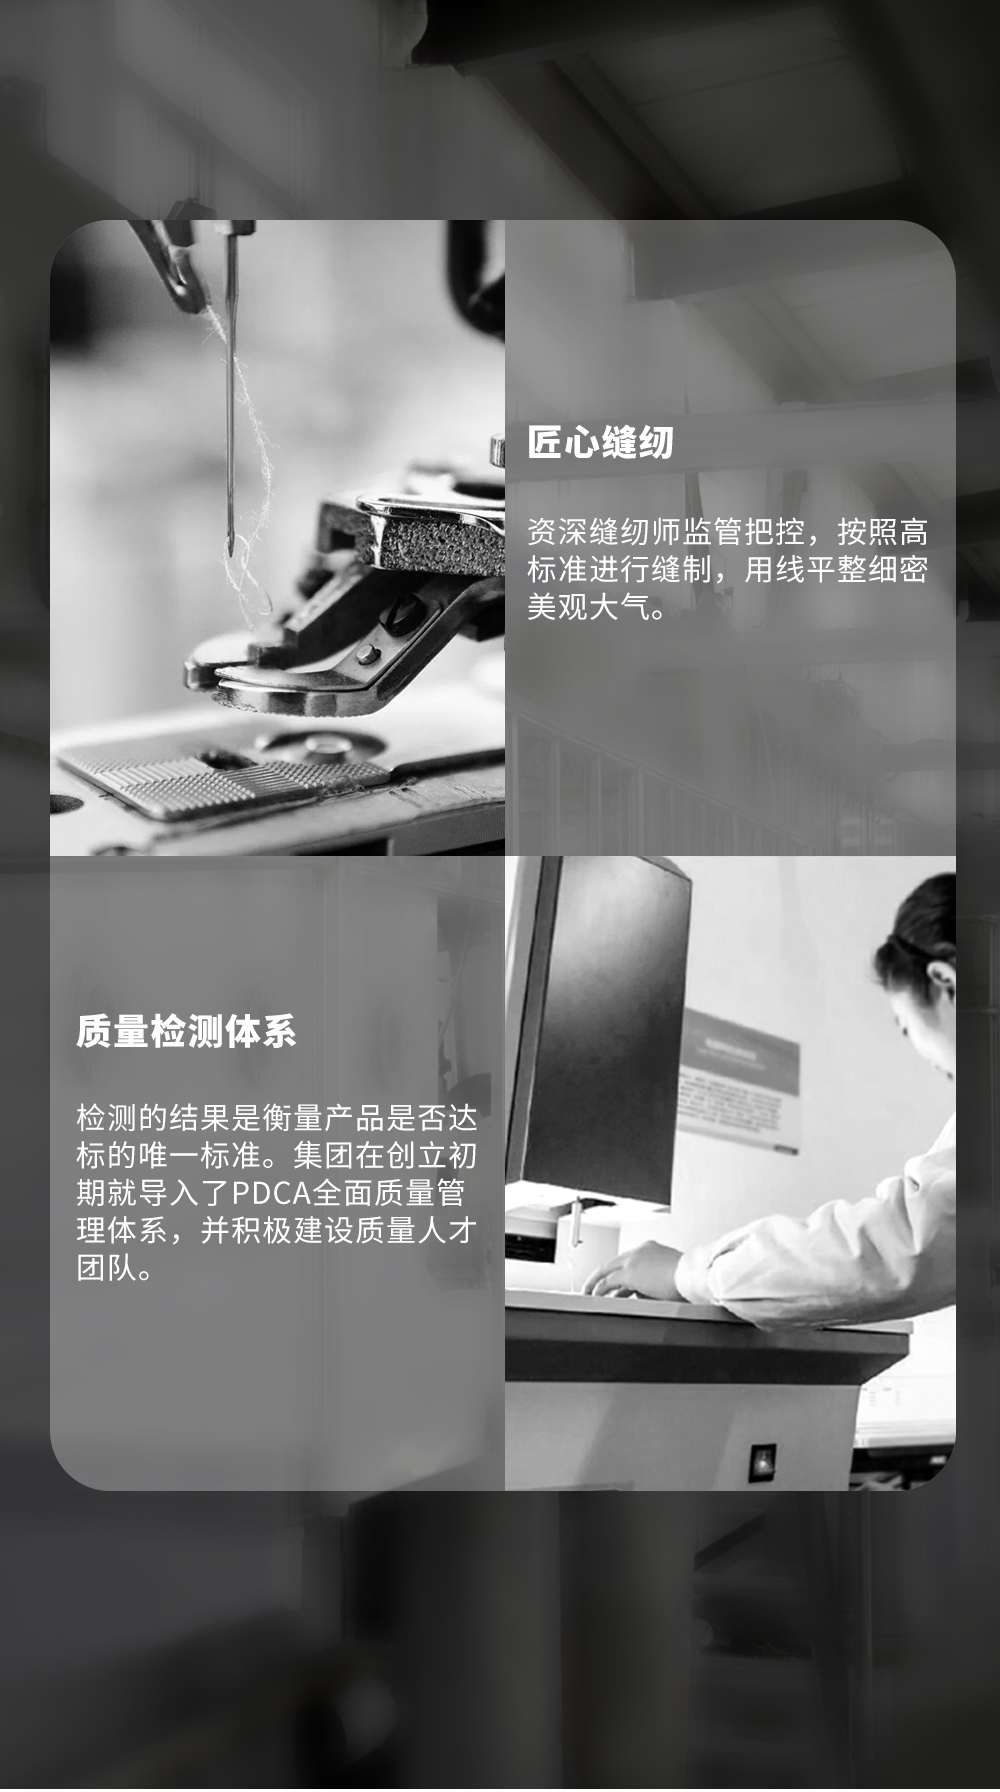 匠心缝纫
资深缝纫师监管把控，按照高
标准进行缝制，用线平整细密
美观大气。
质量检测体系
检测的结果是衡量产品是否达
标的唯一标准。集团在创立初
期就导入了PDCA全面质量管
理体系，并积极建设质量人才
团队。